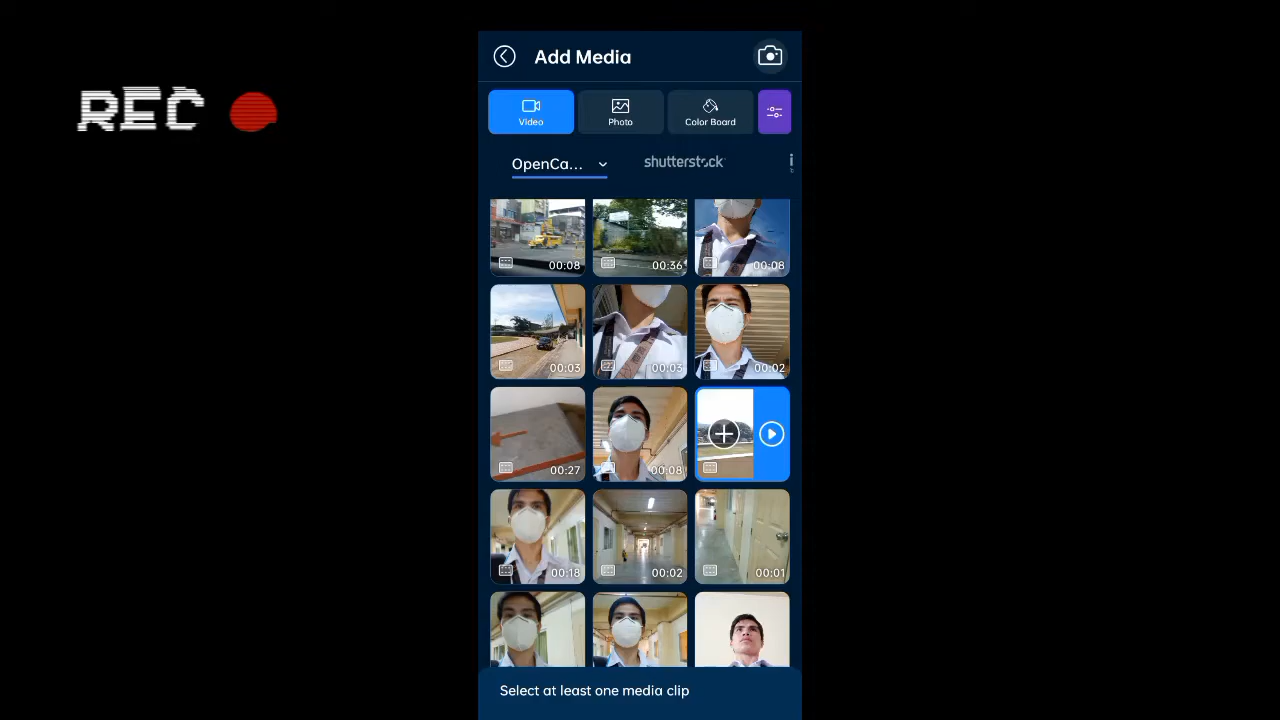 REC
Add Media
Video
Photo
Color Board
OpenCa...
shutterstock
00:08
00:36
00:08
00:03
00:03
00:02
00:27
00:08
00:18
00:02
00:01
Select at least one media clip